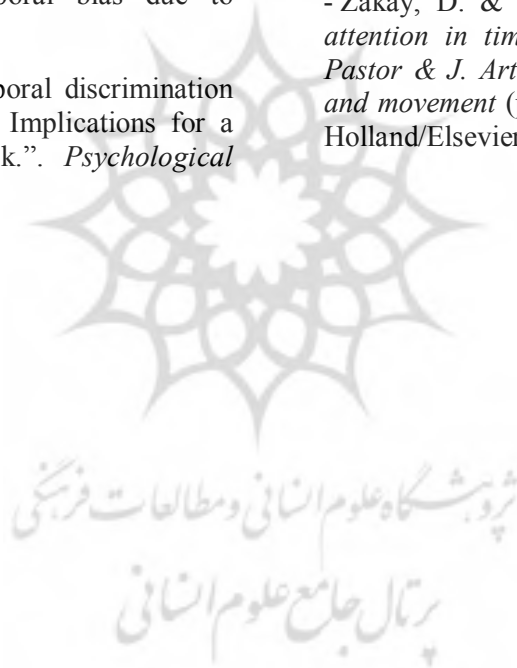 poral bias due to
poral discrimination
Implications for a
k.". Psychological
- Zakay, D. &
attention in tim
Pastor & J. Art
and movement (
Holland/Elsevier
پژوهشگاه علوم انسانی و مطالعات فرهنگی
پرتال جامع علوم انسانی